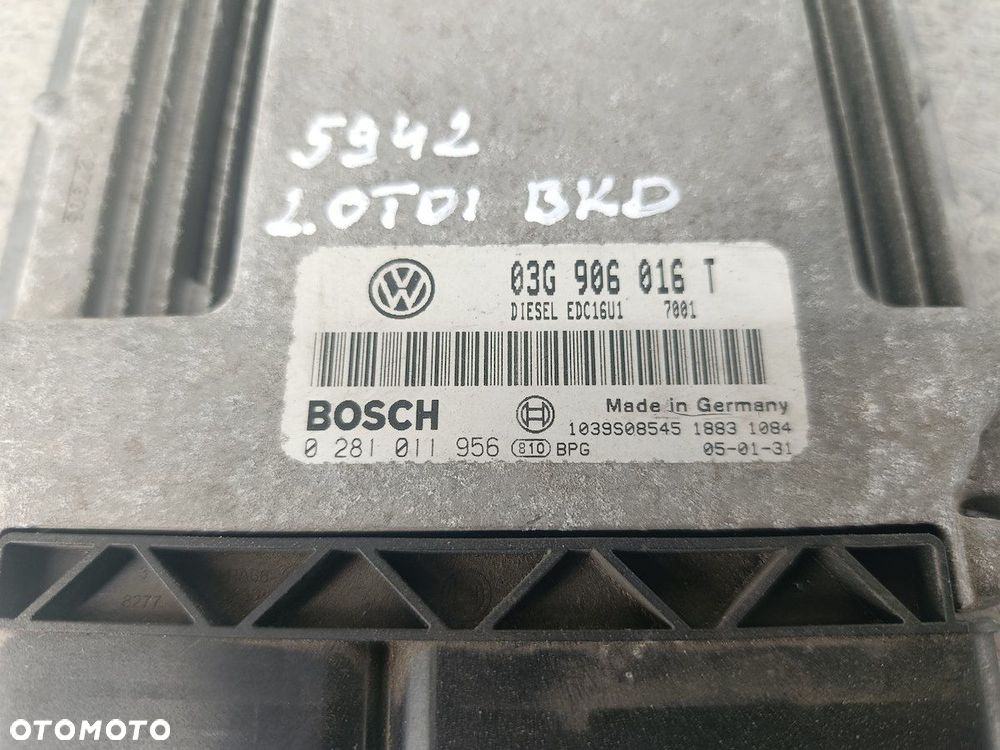 5942
2.0TDI BKD
03G 906 016 T
DIESEL EDC16U1 7001
BOSCH
Made in Germany
1039S08545 1883 1084
0 281 011 956 810 BPG 05-01-31
8277
OTOMOTO